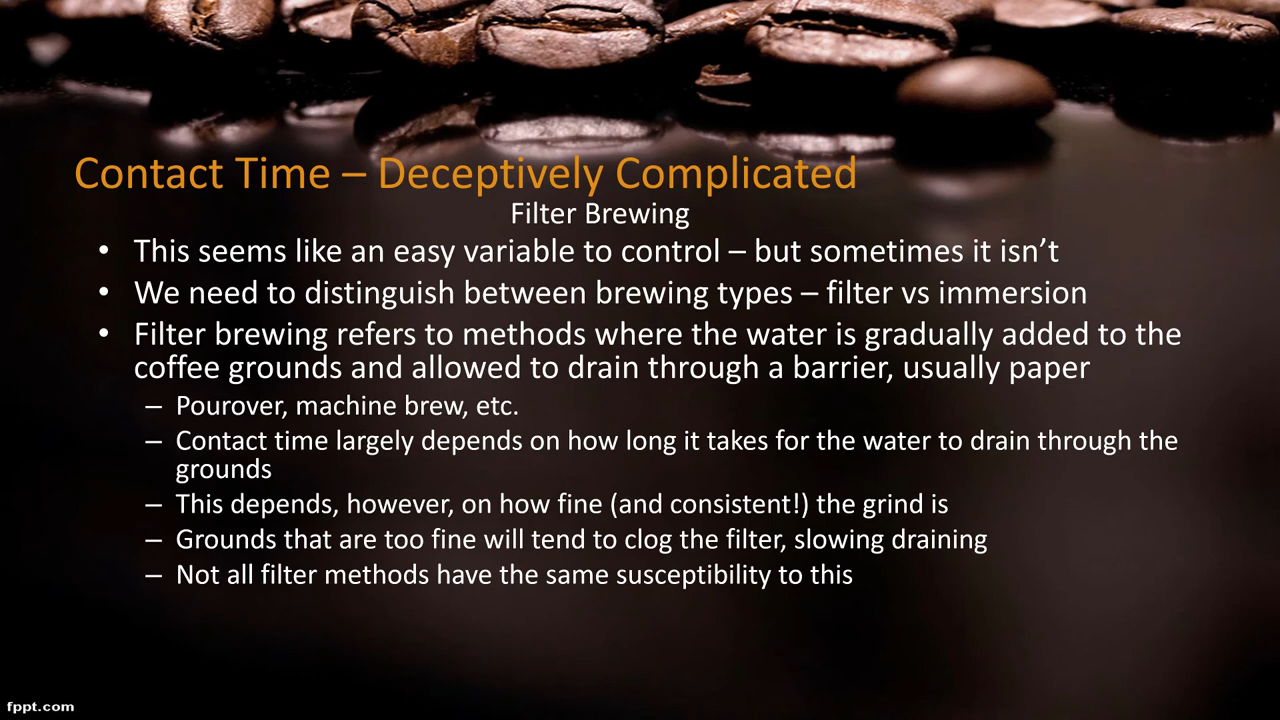 Contact Time – Deceptively Complicated
Filter Brewing
• This seems like an easy variable to control – but sometimes it isn’t
• We need to distinguish between brewing types – filter vs immersion
• Filter brewing refers to methods where the water is gradually added to the
coffee grounds and allowed to drain through a barrier, usually paper
– Pourover, machine brew, etc.
– Contact time largely depends on how long it takes for the water to drain through the
grounds
– This depends, however, on how fine (and consistent!) the grind is
– Grounds that are too fine will tend to clog the filter, slowing draining
– Not all filter methods have the same susceptibility to this
fppt.com